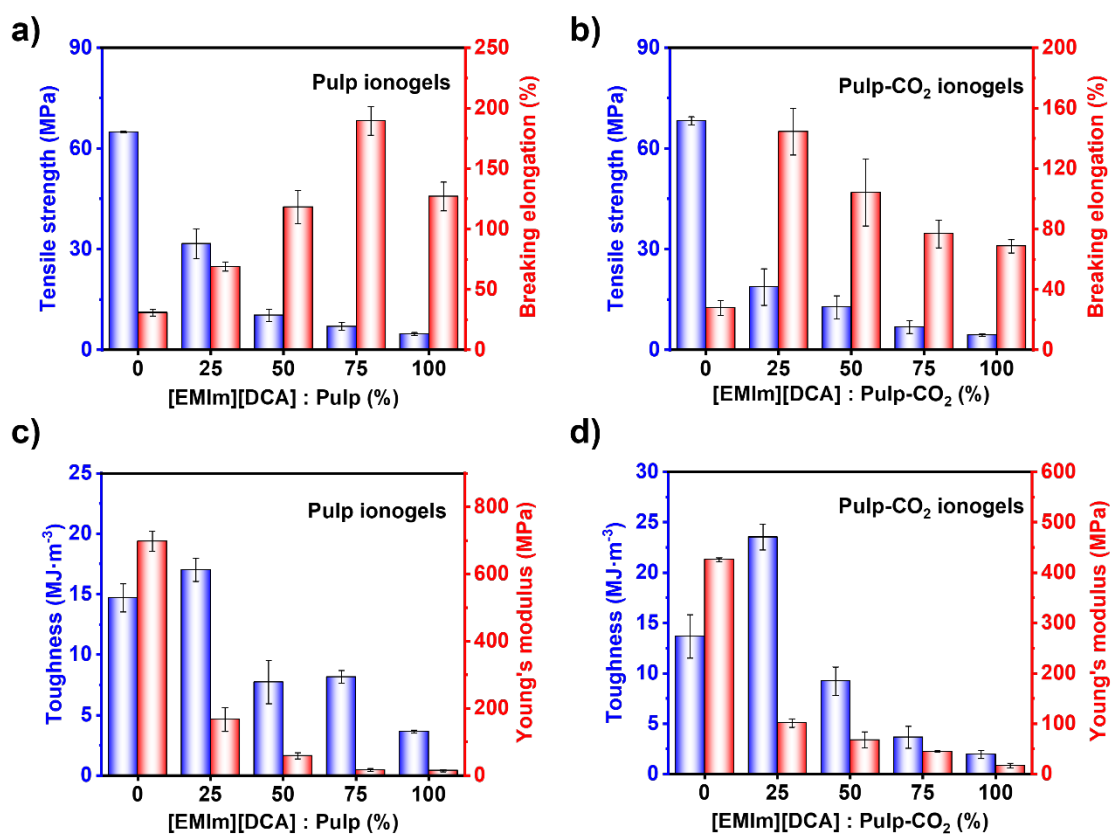 a)
Pulp ionogels
Tensile strength (MPa)
90
60
30
0
Breaking elongation (%)
250
200
150
100
50
0
0 25 50 75 100
[EMIm][DCA] : Pulp (%)
b)
Pulp-CO₂ ionogels
Tensile strength (MPa)
90
60
30
0
Breaking elongation (%)
200
160
120
80
40
0
0 25 50 75 100
[EMIm][DCA] : Pulp-CO₂ (%)
c)
Pulp ionogels
Toughness (MJ·m⁻³)
25
20
15
10
5
0
Young's modulus (MPa)
800
600
400
200
0
0 25 50 75 100
[EMIm][DCA] : Pulp (%)
d)
Pulp-CO₂ ionogels
Toughness (MJ·m⁻³)
30
25
20
15
10
5
0
Young's modulus (MPa)
600
500
400
300
200
100
0
0 25 50 75 100
[EMIm][DCA] : Pulp-CO₂ (%)